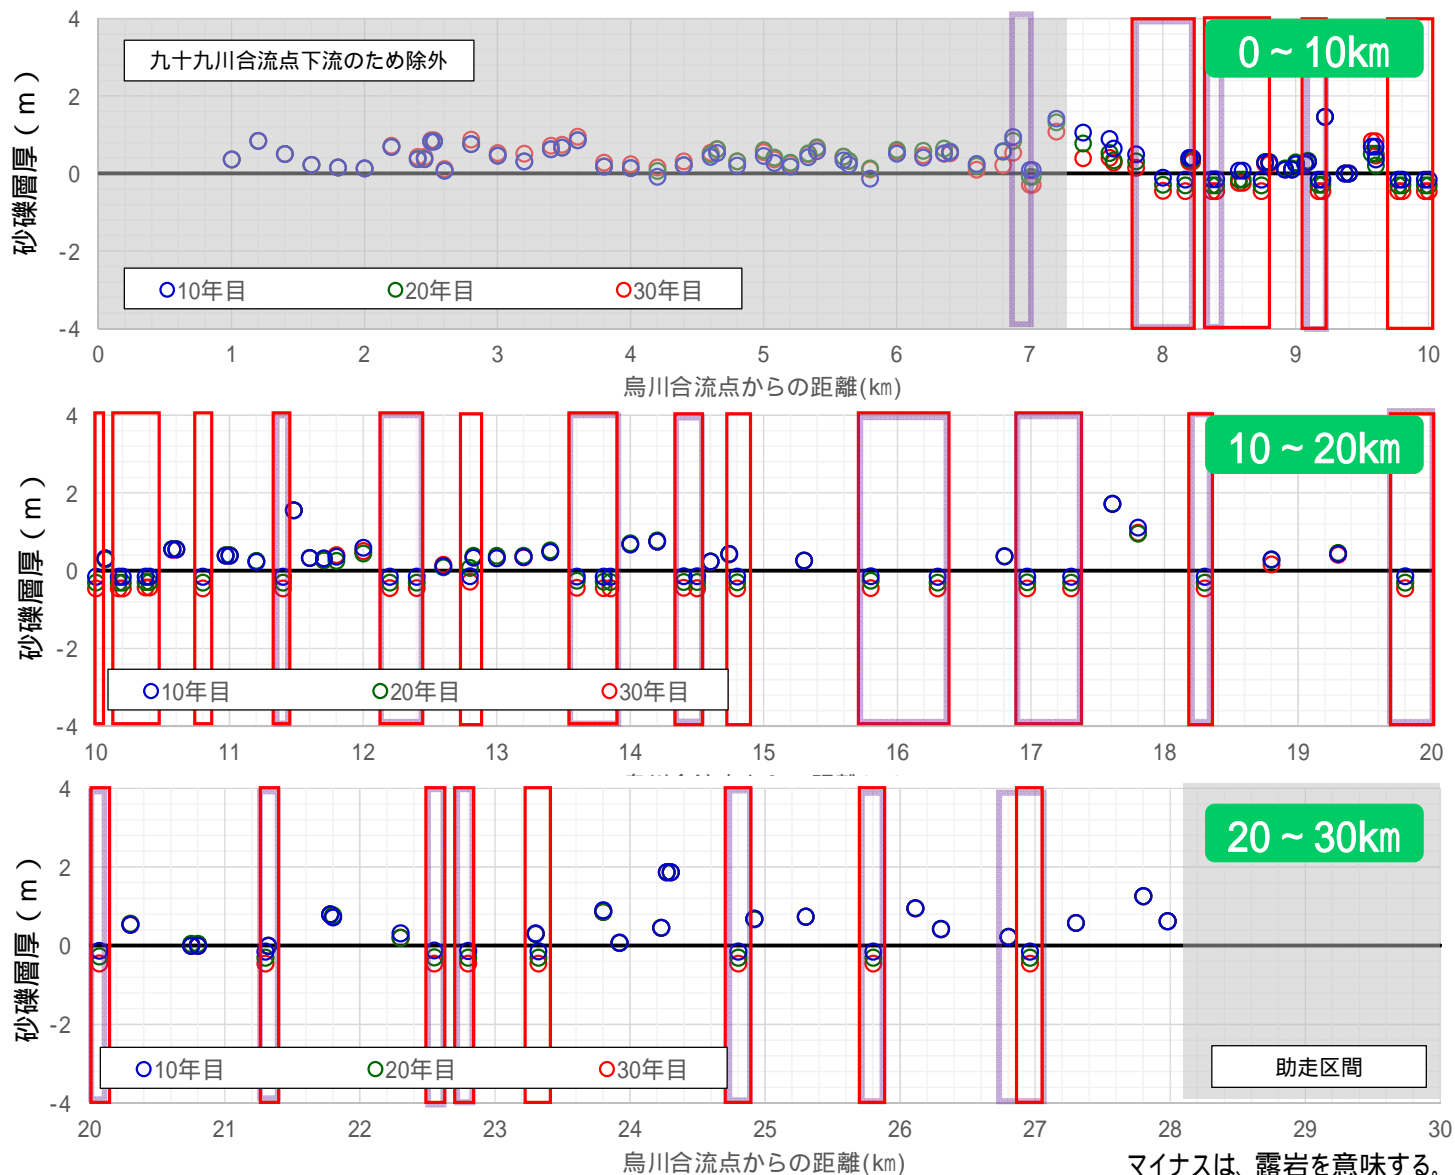 0～10km
九十九川合流点下流のため除外
砂礫層厚（ｍ）
4
2
0
-2
-4
10年目
20年目
30年目
0 1 2 3 4 5 6 7 8 9 10
烏川合流点からの距離(km)
10～20km
砂礫層厚（ｍ）
4
2
0
-2
-4
10年目
20年目
30年目
10 11 12 13 14 15 16 17 18 19 20
20～30km
砂礫層厚（ｍ）
4
2
0
-2
-4
10年目
20年目
30年目
助走区間
20 21 22 23 24 25 26 27 28 29 30
烏川合流点からの距離(km)
マイナスは、露岩を意味する。